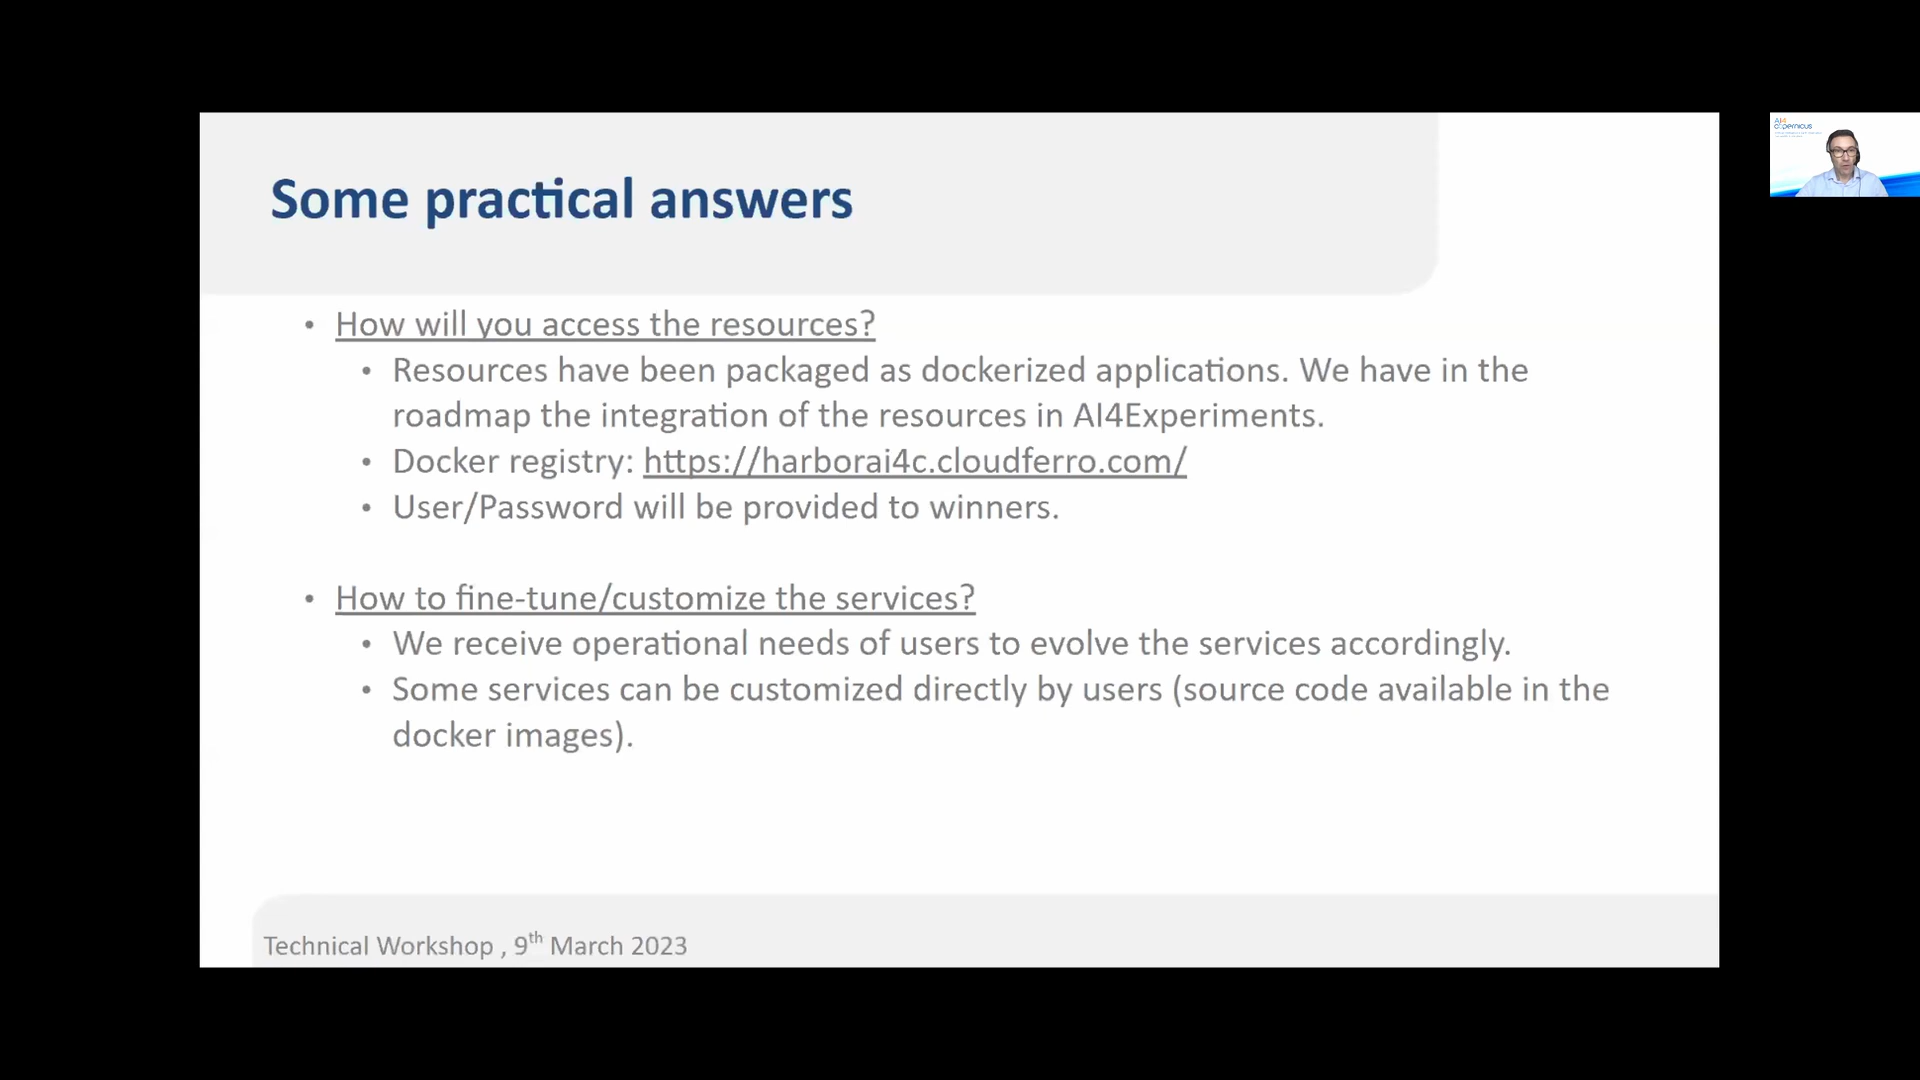 Some practical answers
• How will you access the resources?
• Resources have been packaged as dockerized applications. We have in the
roadmap the integration of the resources in AI4Experiments.
• Docker registry: https://harborai4c.cloudferro.com/
• User/Password will be provided to winners.
• How to fine-tune/customize the services?
• We receive operational needs of users to evolve the services accordingly.
• Some services can be customized directly by users (source code available in the
docker images).
Technical Workshop , 9th March 2023
AI4
copernicus